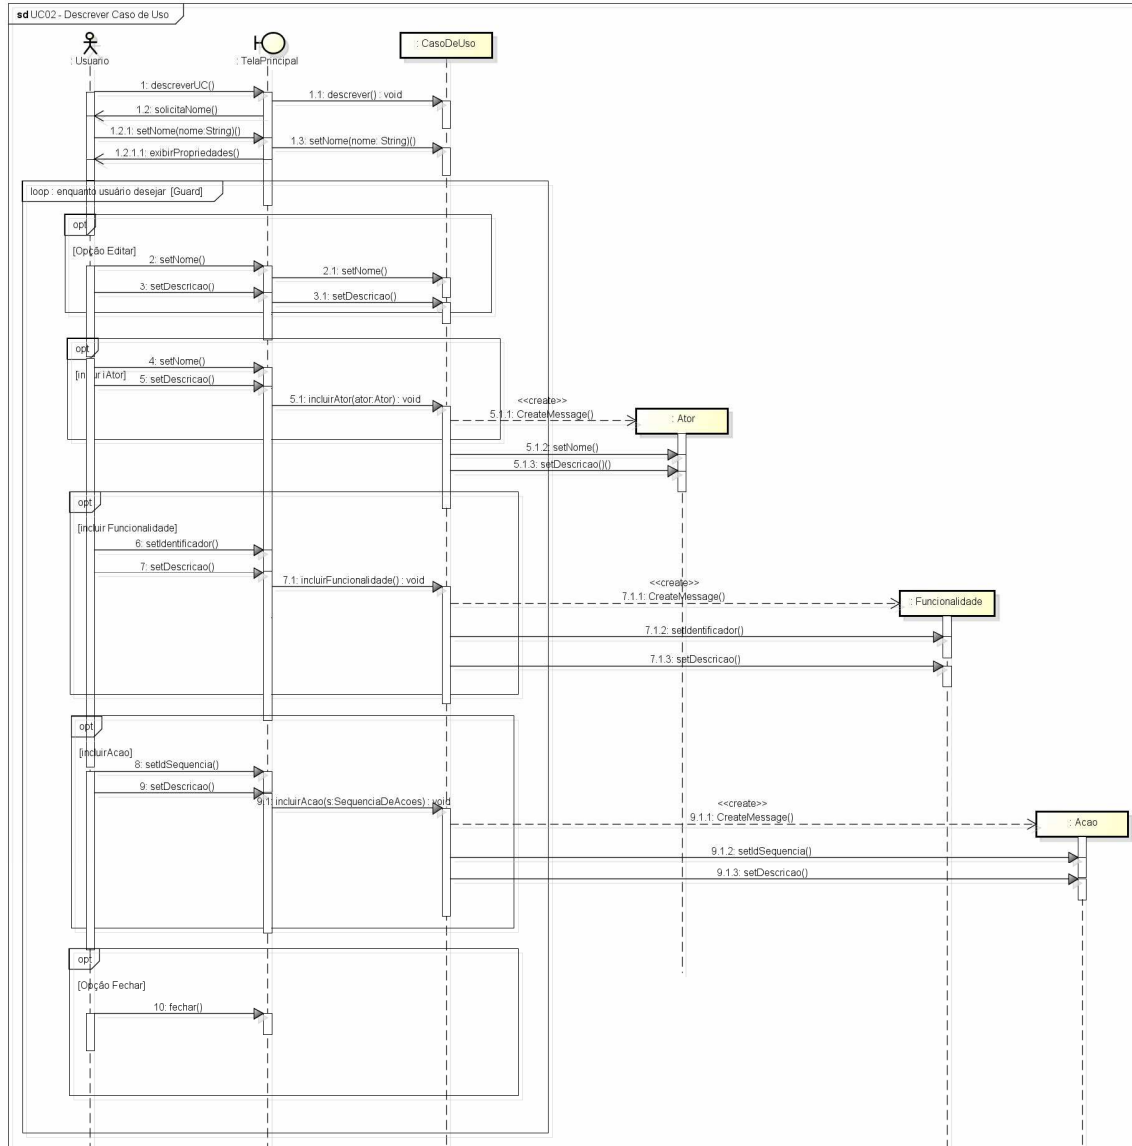 sd UC02 - Descrever Caso de Uso
: Usuario
: TelaPrincipal
: CasoDeUso
1: descreverUC()
1.1: descrever() : void
1.2: solicitaNome()
1.2.1: setNome(nome:String)()
1.3: setNome(nome: String)()
1.2.1.1: exibirPropriedades()
loop : enquanto usuário desejar [Guard]
opt
[Opção Editar]
2: setNome()
2.1: setNome()
3: setDescricao()
3.1: setDescricao()
opt
4: setNome()
5: setDescricao()
5.1: incluirAtor(ator:Ator) : void
<<create>>
5.1.1: CreateMessage()
: Ator
5.1.2: setNome()
5.1.3: setDescricao()()
opt
[incluir Funcionalidade]
6: setIdentificador()
7: setDescricao()
7.1: incluirFuncionalidade() : void
<<create>>
7.1.1: CreateMessage()
: Funcionalidade
7.1.2: setIdentificador()
7.1.3: setDescricao()
opt
[incluirAcao]
8: setIdSequencia()
9: setDescricao()
9.1: incluirAcao(s:SequenciaDeAcoes) : void
<<create>>
9.1.1: CreateMessage()
: Acao
9.1.2: setIdSequencia()
9.1.3: setDescricao()
opt
[Opção Fechar]
10: fechar()